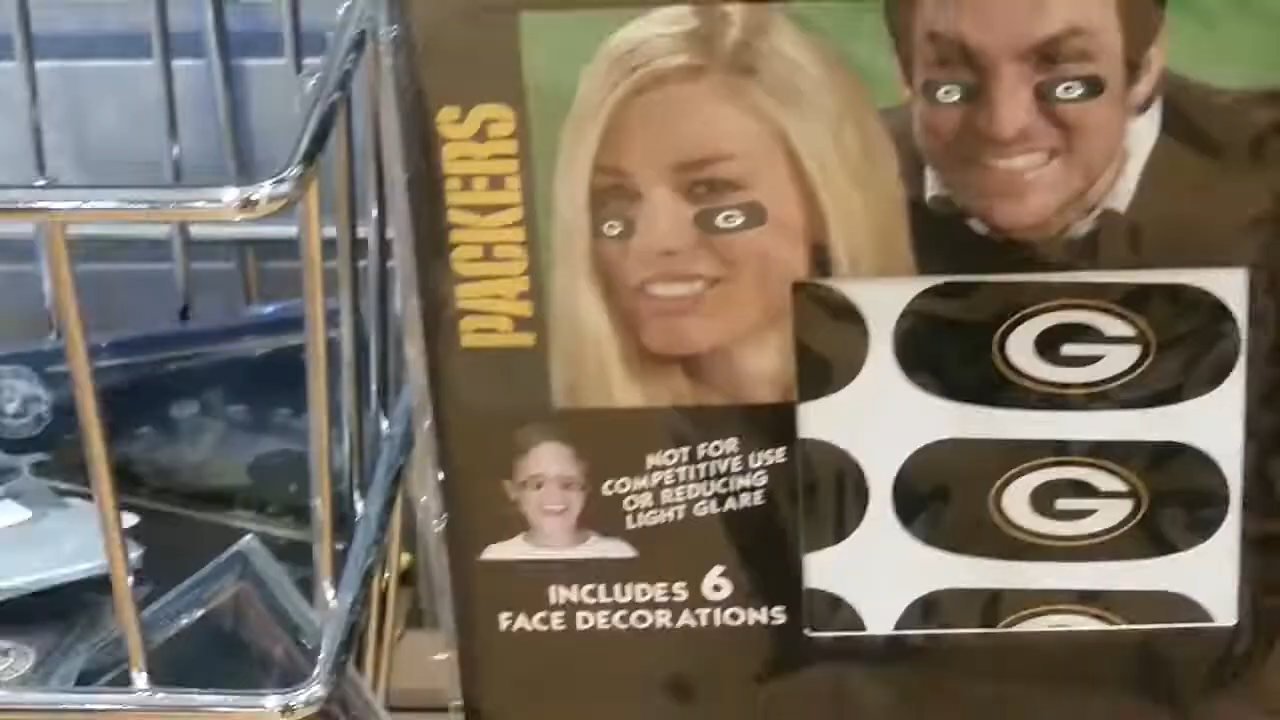 PACKERS
NOT FOR
COMPETITIVE USE
OR REDUCING
LIGHT GLARE
INCLUDES 6
FACE DECORATIONS
G
G
G
G
G
G